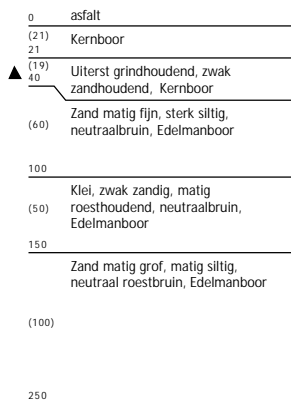 0 asfalt
(21) Kernboor
21
(19)
40 Uiterst grindhoudend, zwak
zandhoudend, Kernboor
Zand matig fijn, sterk siltig,
(60) neutraalbruin, Edelmanboor
100
Klei, zwak zandig, matig
(50) roesthoudend, neutraalbruin,
Edelmanboor
150
Zand matig grof, matig siltig,
neutraal roestbruin, Edelmanboor
(100)
250